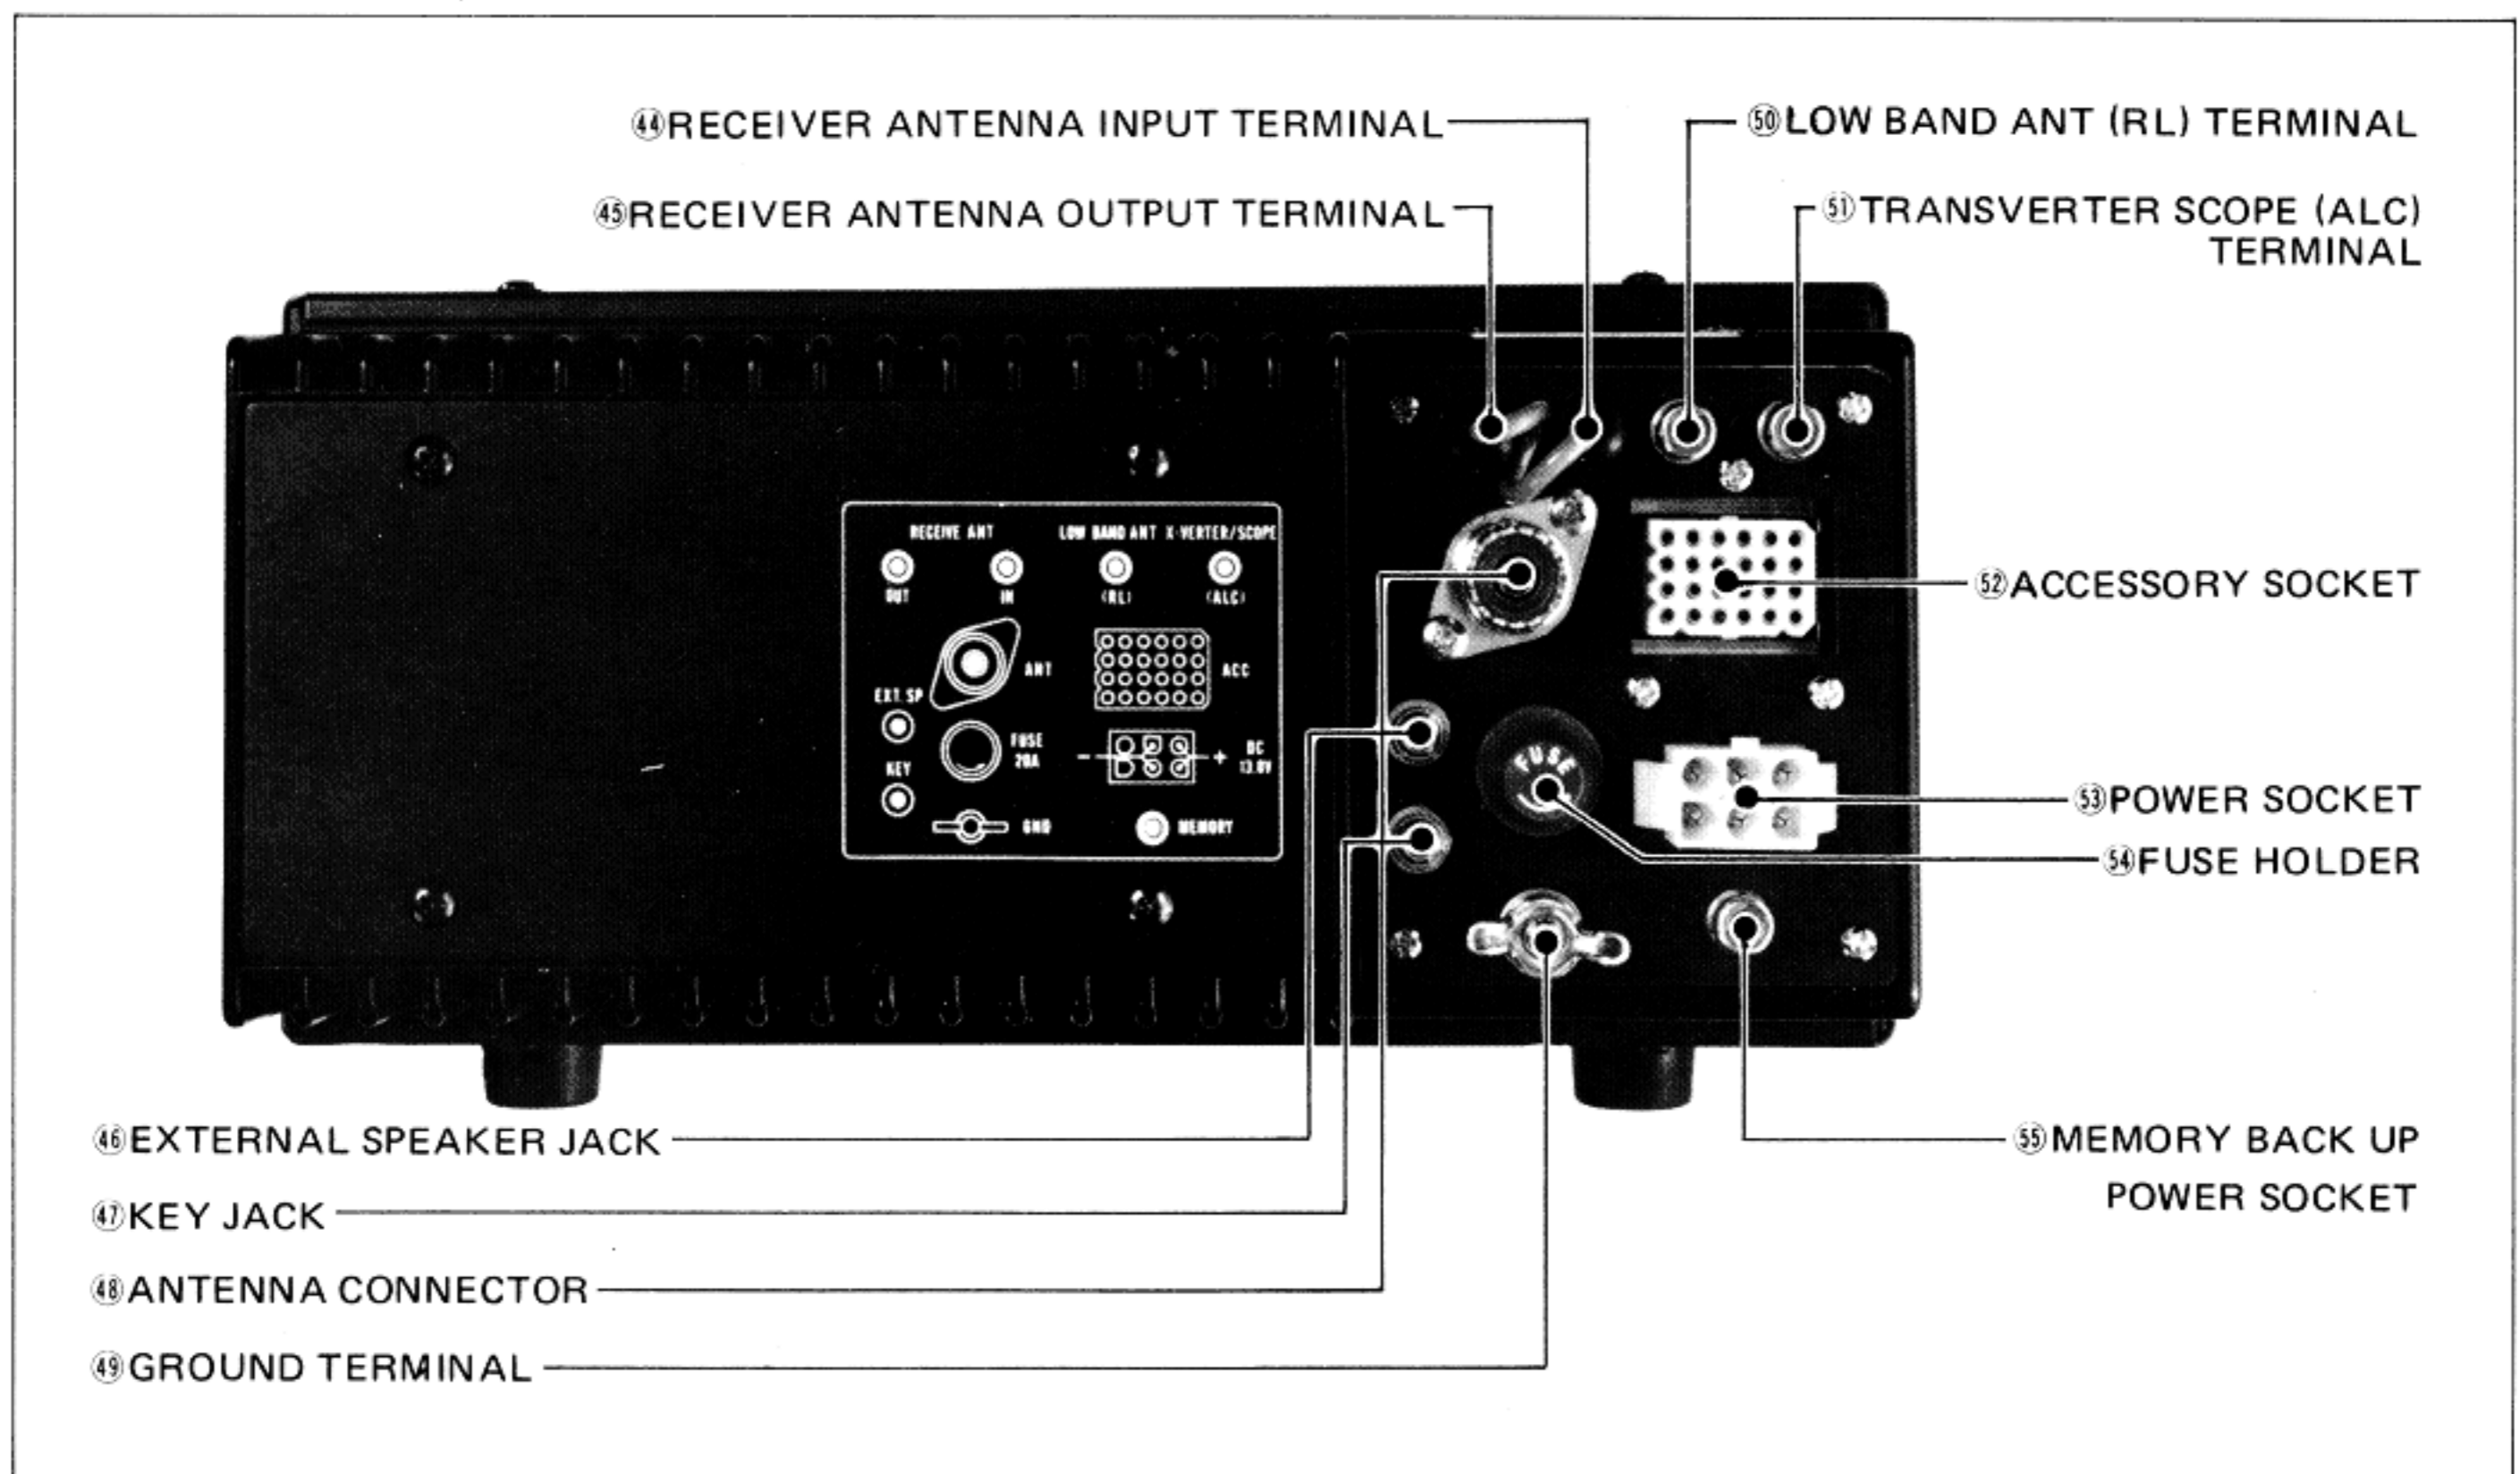 ㊹RECEIVER ANTENNA INPUT TERMINAL
㊺RECEIVER ANTENNA OUTPUT TERMINAL
㊿LOW BAND ANT (RL) TERMINAL
51TRANSVERTER SCOPE (ALC)
TERMINAL
RECEIVE ANT
LOW BAND ANT X-VERTER/SCOPE
OUT
IN
(RL)
(ALC)
ANT
ACC
EXT. SP
FUSE
20A
KEY
- + DC
13.8V
GND
MEMORY
FUSE
52ACCESSORY SOCKET
53POWER SOCKET
54FUSE HOLDER
㊻EXTERNAL SPEAKER JACK
㊼KEY JACK
㊽ANTENNA CONNECTOR
㊾GROUND TERMINAL
55MEMORY BACK UP
POWER SOCKET